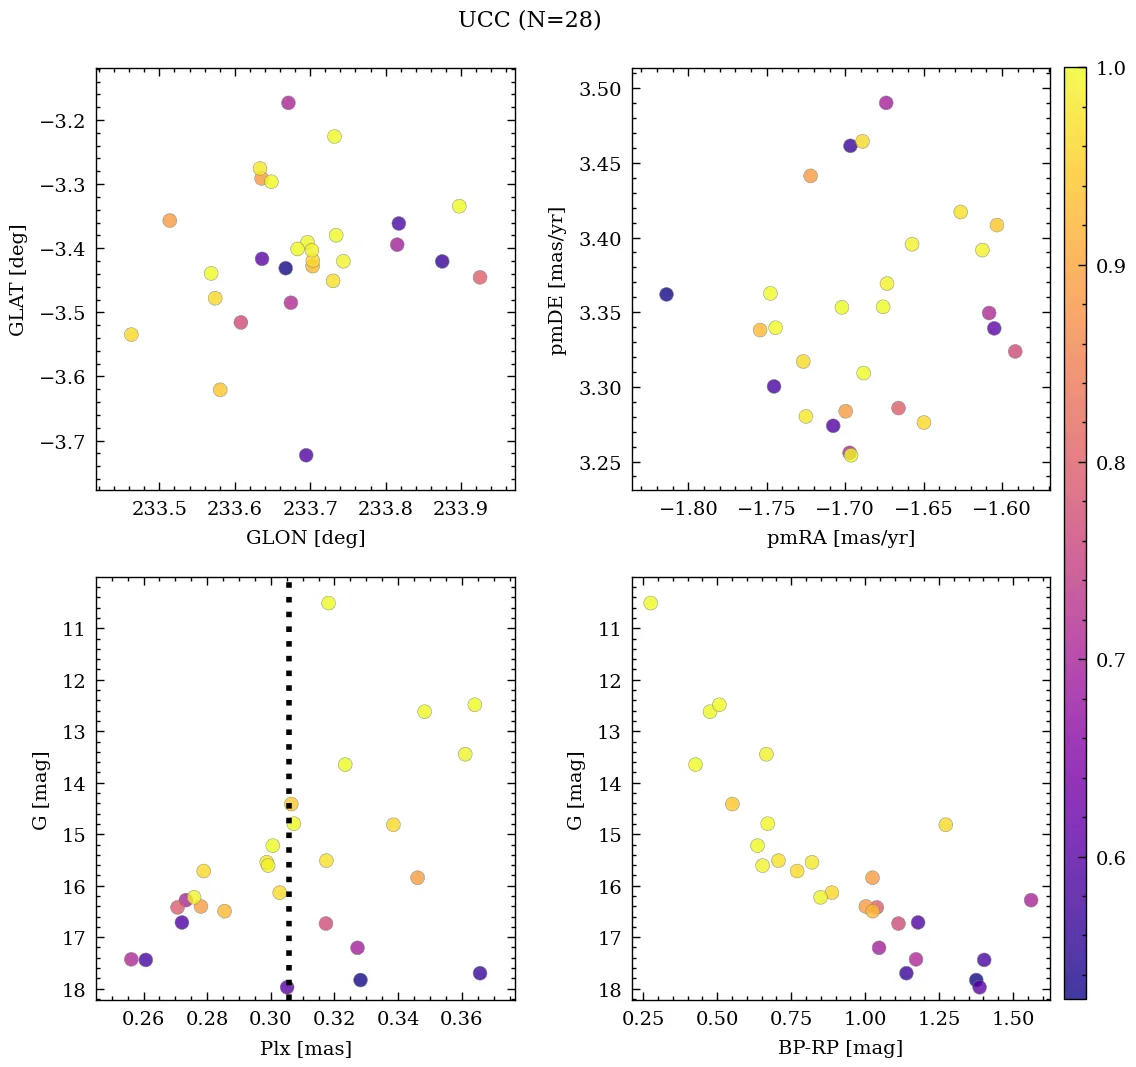 UCC (N=28)
−3.2
−3.3
−3.4
−3.5
−3.6
−3.7
GLAT [deg]
233.5 233.6 233.7 233.8 233.9
GLON [deg]
3.50
3.45
3.40
3.35
3.30
3.25
pmDE [mas/yr]
−1.80 −1.75 −1.70 −1.65 −1.60
pmRA [mas/yr]
11
12
13
14
15
16
17
18
G [mag]
0.26 0.28 0.30 0.32 0.34 0.36
Plx [mas]
11
12
13
14
15
16
17
18
G [mag]
0.25 0.50 0.75 1.00 1.25 1.50
BP-RP [mag]
1.0
0.9
0.8
0.7
0.6